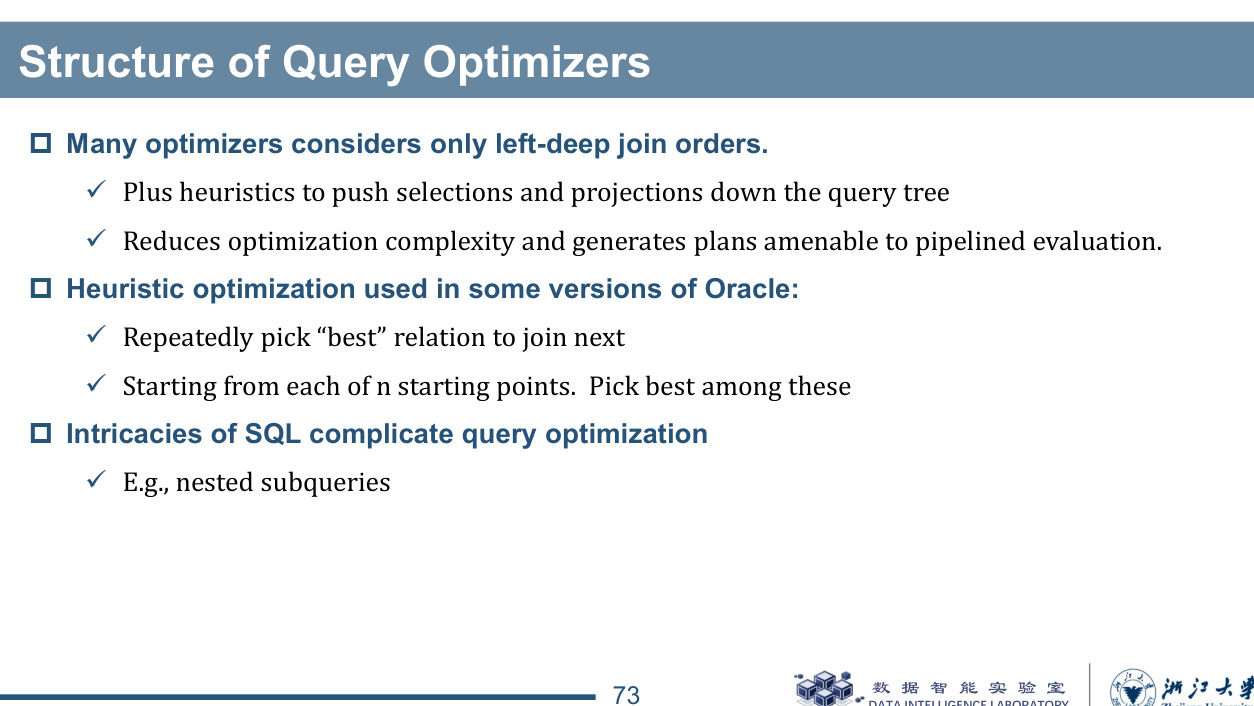 Structure of Query Optimizers
Many optimizers considers only left-deep join orders.
Plus heuristics to push selections and projections down the query tree
Reduces optimization complexity and generates plans amenable to pipelined evaluation.
Heuristic optimization used in some versions of Oracle:
Repeatedly pick “best” relation to join next
Starting from each of n starting points.  Pick best among these
Intricacies of SQL complicate query optimization
E.g., nested subqueries
73
数据智能实验室
DATA INTELLIGENCE LABORATORY
浙江大学